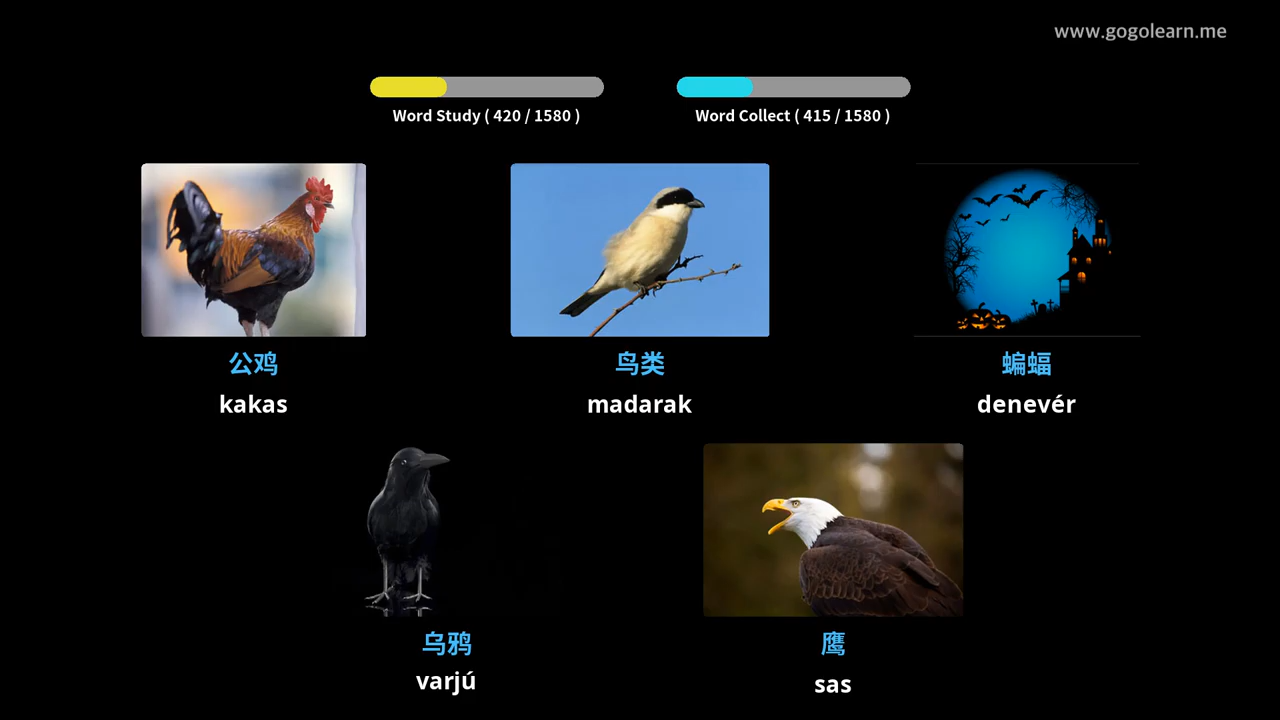 www.gogolearn.me
Word Study ( 420 / 1580 )
Word Collect ( 415 / 1580 )
公鸡
kakas
鸟类
madarak
蝙蝠
denevér
乌鸦
varjú
鹰
sas